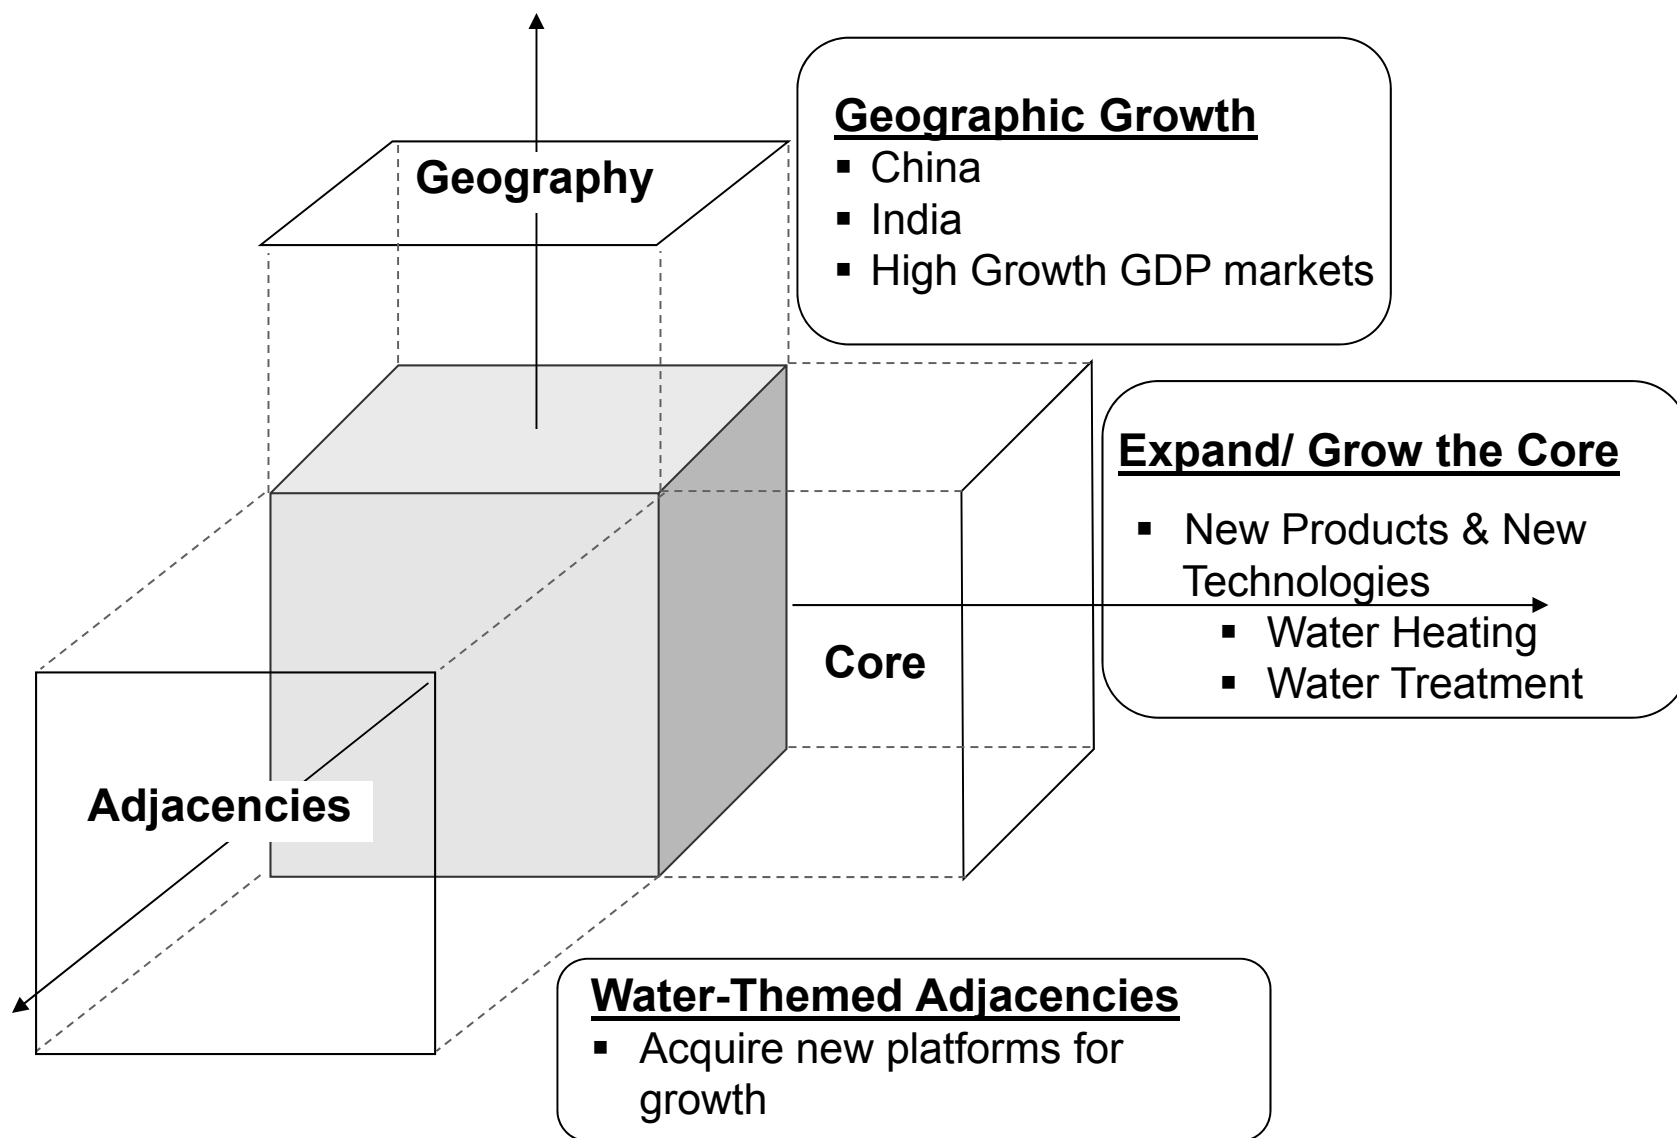 Geography
Geographic Growth
▪ China
▪ India
▪ High Growth GDP markets
Expand/ Grow the Core
▪ New Products & New
Technologies
▪ Water Heating
▪ Water Treatment
Core
Adjacencies
Water-Themed Adjacencies
▪ Acquire new platforms for
growth